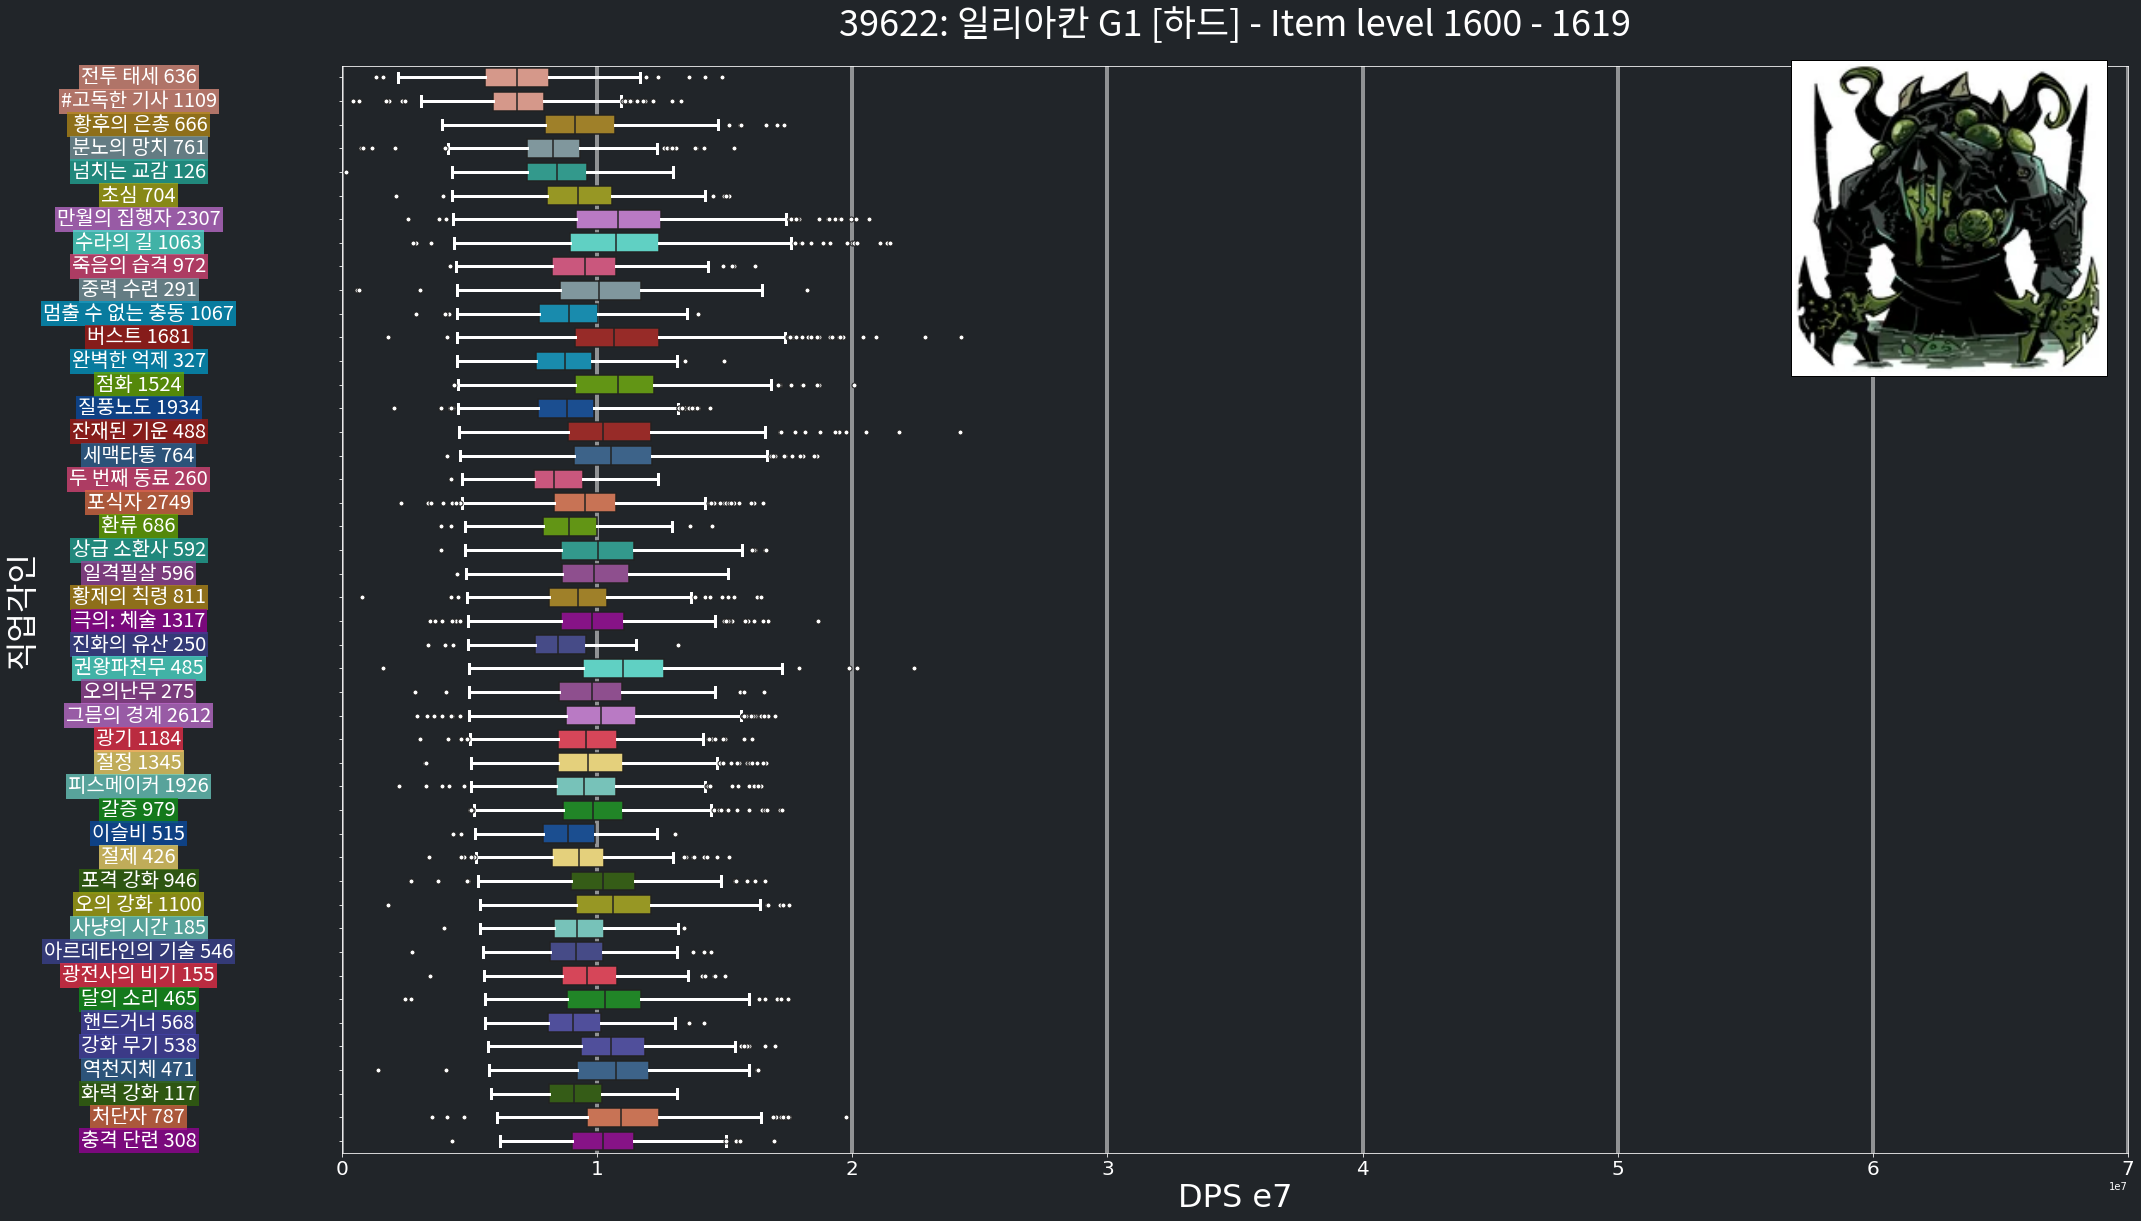 39622: 일리아칸 G1 [하드] - Item level 1600 - 1619
전투 태세 636
#고독한 기사 1109
황후의 은총 666
분노의 망치 761
넘치는 교감 126
초심 704
만월의 집행자 2307
수라의 길 1063
죽음의 습격 972
중력 수련 291
멈출 수 없는 충동 1067
버스트 1681
완벽한 억제 327
점화 1524
질풍노도 1934
잔재된 기운 488
세맥타통 764
두 번째 동료 260
포식자 2749
환류 686
상급 소환사 592
일격필살 596
황제의 칙령 811
극의: 체술 1317
진화의 유산 250
권왕파천무 485
오의난무 275
그믐의 경계 2612
광기 1184
절정 1345
피스메이커 1926
갈증 979
이슬비 515
절제 426
포격 강화 946
오의 강화 1100
사냥의 시간 185
아르데타인의 기술 546
광전사의 비기 155
달의 소리 465
핸드거너 568
강화 무기 538
역천지체 471
화력 강화 117
처단자 787
충격 단련 308
직업각인
0 1 2 3 4 5 6 7
DPS e7
1e7